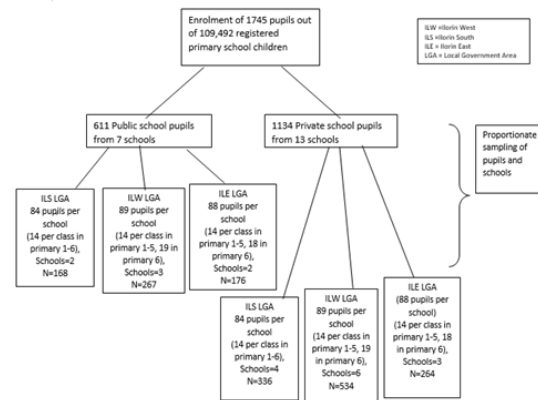 Enrolment of 1745 pupils out
of 109,492 registered
primary school children
ILW =Ilorin West
ILS =Ilorin South
ILE = Ilorin East
LGA = Local Government Area
611 Public school pupils
from 7 schools
1134 Private school pupils
from 13 schools
Proportionate
sampling of
pupils and
schools
ILS LGA
84 pupils per
school
(14 per class in
primary 1-6),
Schools=2
N=168
ILW LGA
89 pupils per
school
(14 per class in
primary 1-5, 19 in
primary 6),
Schools=3
N=267
ILE LGA
88 pupils per
school
(14 per class in
primary 1-5, 18 in
primary 6),
Schools=2
N=176
ILS LGA
84 pupils per
school
(14 per class in
primary 1-6),
Schools=4
N=336
ILW LGA
89 pupils per
school
(14 per class in
primary 1-5, 19
in primary 6),
Schools=6
N=534
ILE LGA
(88 pupils per
school)
(14 per class in
primary 1-5, 18
in primary 6),
Schools=3
N=264